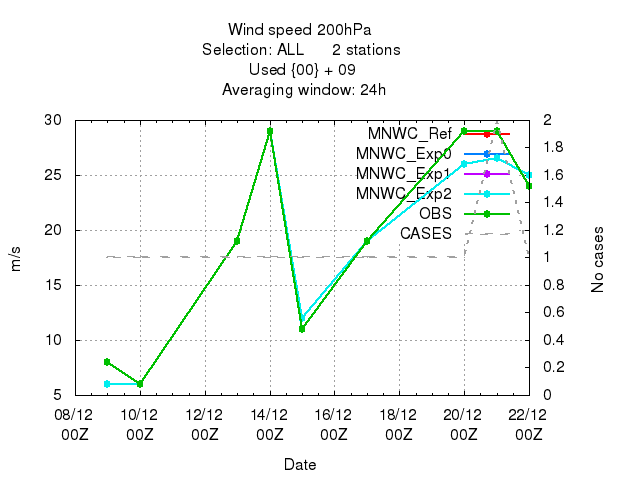 Wind speed 200hPa
Selection: ALL 2 stations
Used {00} + 09
Averaging window: 24h
30 2
MNWC_Ref
MNWC_Exp0 1.8
25 MNWC_Exp1 1.6
MNWC_Exp2
OBS 1.4
20 CASES 1.2
m/s No cases
1
15 0.8
0.6
10 0.4
0.2
5 0
08/12 10/12 12/12 14/12 16/12 18/12 20/12 22/12
00Z 00Z 00Z 00Z 00Z 00Z 00Z 00Z
Date